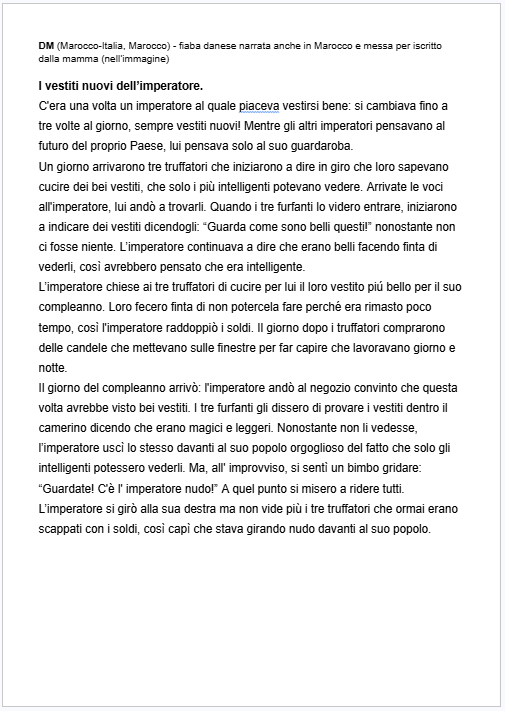 DM (Marocco-Italia, Marocco) - fiaba danese narrata anche in Marocco e messa per iscritto
dalla mamma (nell'immagine)
I vestiti nuovi dell'imperatore.
C'era una volta un imperatore al quale piaceva vestirsi bene: si cambiava fino a
tre volte al giorno, sempre vestiti nuovi! Mentre gli altri imperatori pensavano al
futuro del proprio Paese, lui pensava solo al suo guardaroba.
Un giorno arrivarono tre truffatori che iniziarono a dire in giro che loro sapevano
cucire dei bei vestiti, che solo i più intelligenti potevano vedere. Arrivate le voci
all'imperatore, lui andò a trovarli. Quando i tre furfanti lo videro entrare, iniziarono
a indicare dei vestiti dicendogli: “Guarda come sono belli questi!” nonostante non
ci fosse niente. L'imperatore continuava a dire che erano belli facendo finta di
vederli, così avrebbero pensato che era intelligente.
L'imperatore chiese ai tre truffatori di cucire per lui il loro vestito piú bello per il suo
compleanno. Loro fecero finta di non potercela fare perché era rimasto poco
tempo, così l'imperatore raddoppiò i soldi. Il giorno dopo i truffatori comprarono
delle candele che mettevano sulle finestre per far capire che lavoravano giorno e
notte.
Il giorno del compleanno arrivò: l'imperatore andò al negozio convinto che questa
volta avrebbe visto bei vestiti. I tre furfanti gli dissero di provare i vestiti dentro il
camerino dicendo che erano magici e leggeri. Nonostante non li vedesse,
l'imperatore uscì lo stesso davanti al suo popolo orgoglioso del fatto che solo gli
intelligenti potessero vederli. Ma, all' improvviso, si sentì un bimbo gridare:
“Guardate! C'è l' imperatore nudo!” A quel punto si misero a ridere tutti.
L'imperatore si girò alla sua destra ma non vide più i tre truffatori che ormai erano
scappati con i soldi, così capì che stava girando nudo davanti al suo popolo.